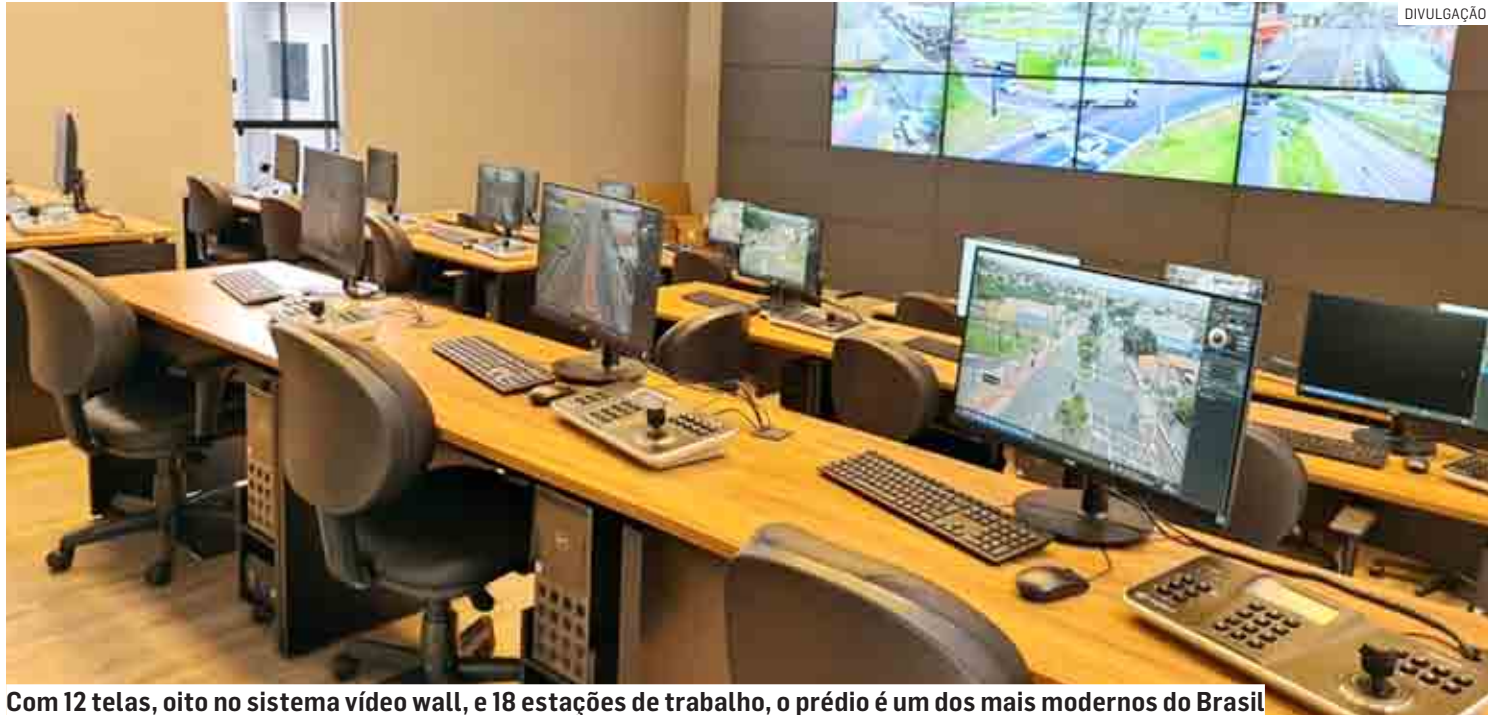 DIVULGAÇÃO
Com 12 telas, oito no sistema vídeo wall, e 18 estações de trabalho, o prédio é um dos mais modernos do Brasil